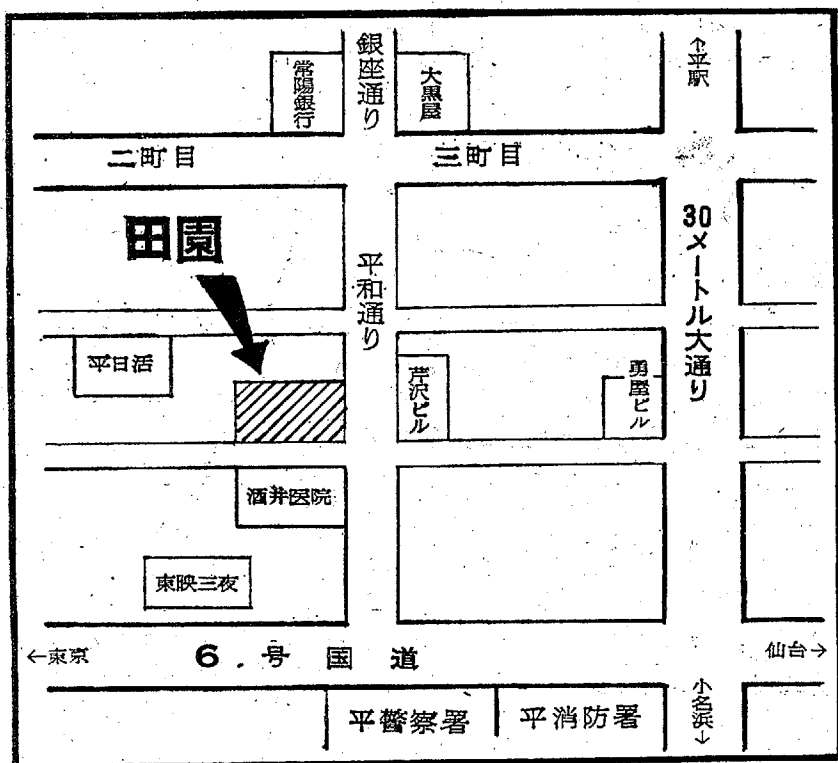 常陽銀行
銀座通り
大黒屋
↑平駅
二町目
三町目
田園
平和通り
30メートル大通り
平日活
芹沢ビル
勇屋ビル
酒井医院
東映三夜
←東京
6.号国道
仙台→
平警察署
平消防署
小名浜↓